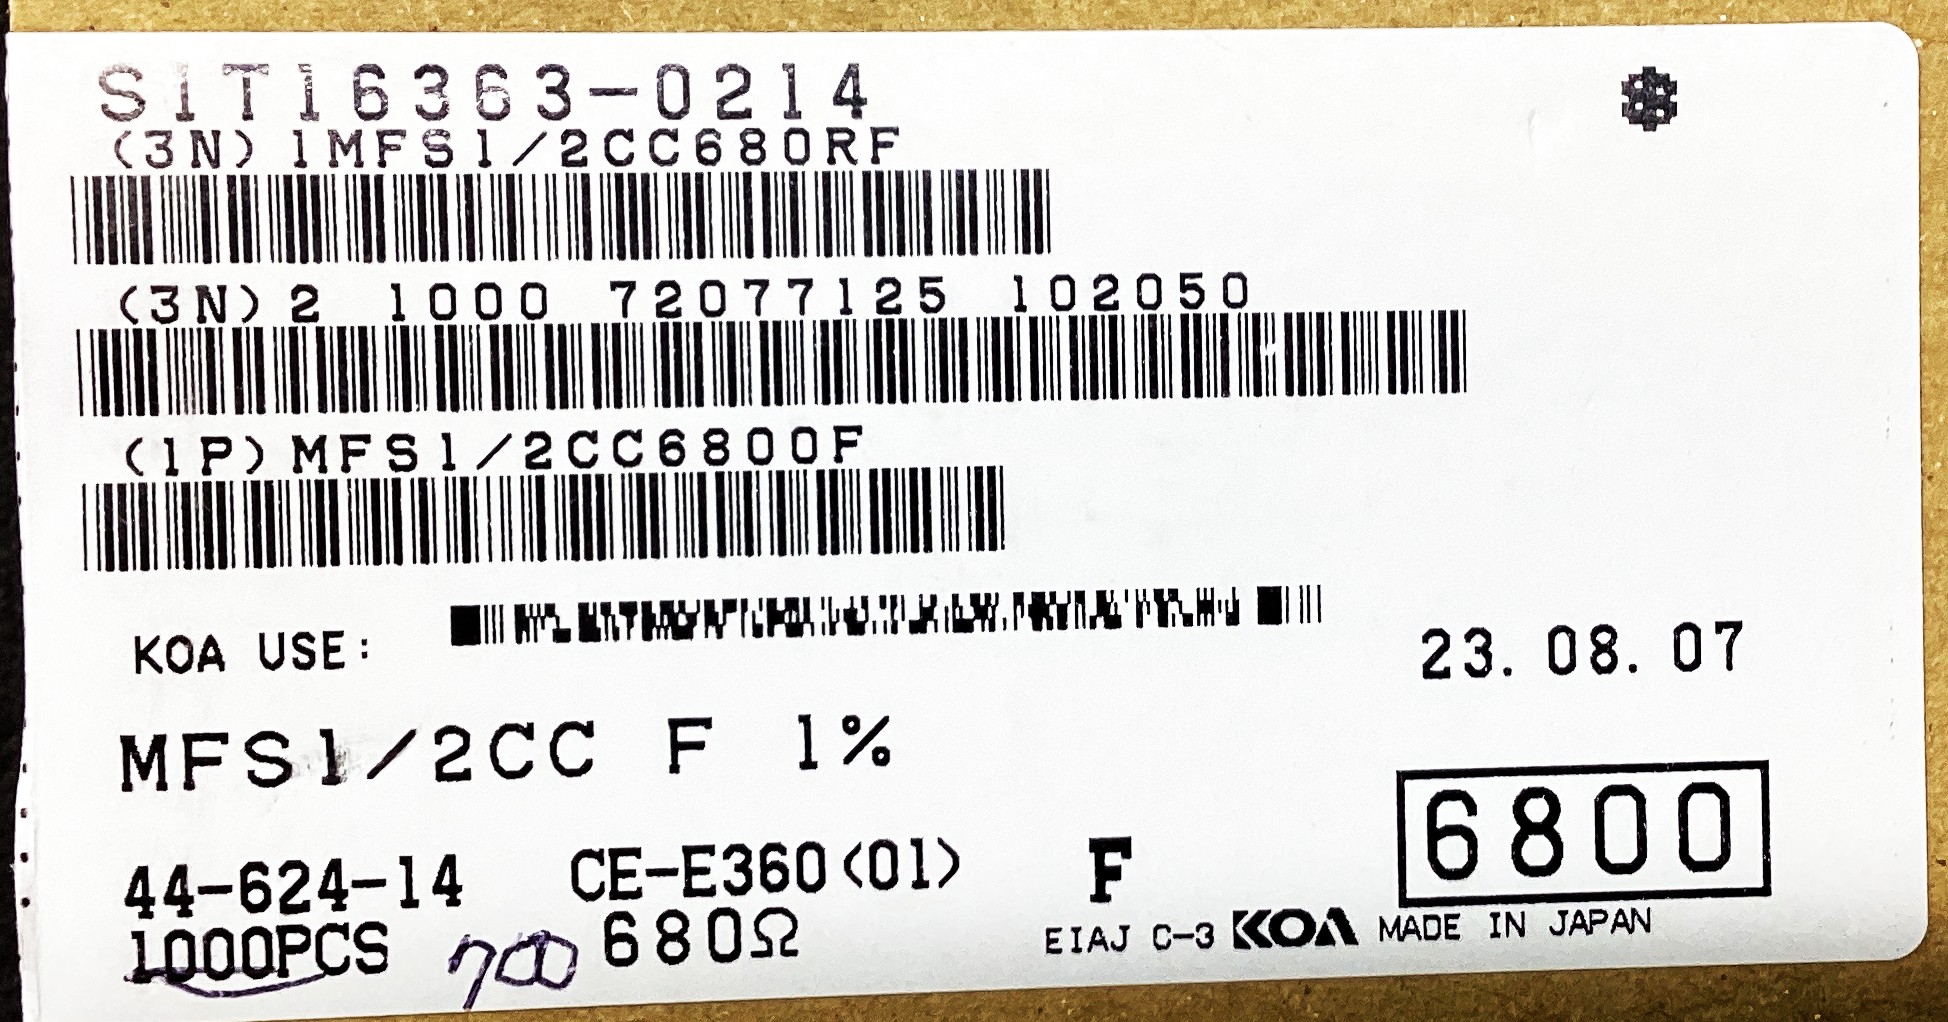 S1T16363-0214
(3N) 1MFS1/2CC680RF
(3N) 2 1000 72077125 102050
(1P) MFS1/2CC6800F
KOA USE:
23. 08. 07
MFS1/2CC F 1%
6800
44-624-14 CE-E360(01) F
1000PCS 700 680Ω
EIAJ C-3 KOA MADE IN JAPAN